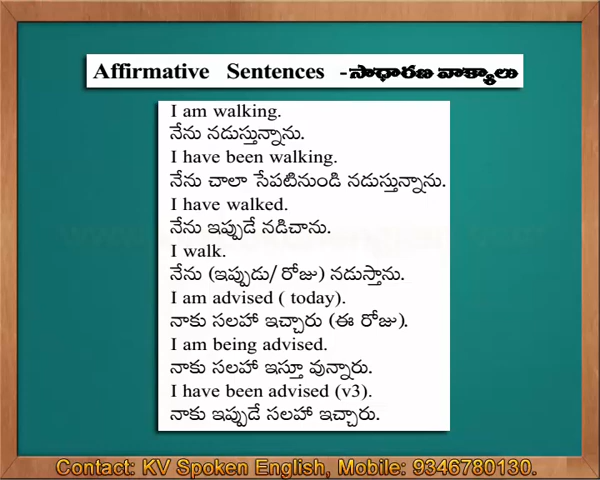 Affirmative Sentences -సాధారణ వాక్యాలు
I am walking.
నేను నడుస్తున్నాను.
I have been walking.
నేను చాలా సేపటినుండి నడుస్తున్నాను.
I have walked.
నేను ఇప్పుడే నడిచాను.
I walk.
నేను (ఇప్పుడు/ రోజు) నడుస్తాను.
I am advised ( today).
నాకు సలహా ఇచ్చారు (ఈ రోజు).
I am being advised.
నాకు సలహా ఇస్తూ వున్నారు.
I have been advised (v3).
నాకు ఇప్పుడే సలహా ఇచ్చారు.
Contact: KV Spoken English, Mobile: 9346780130.